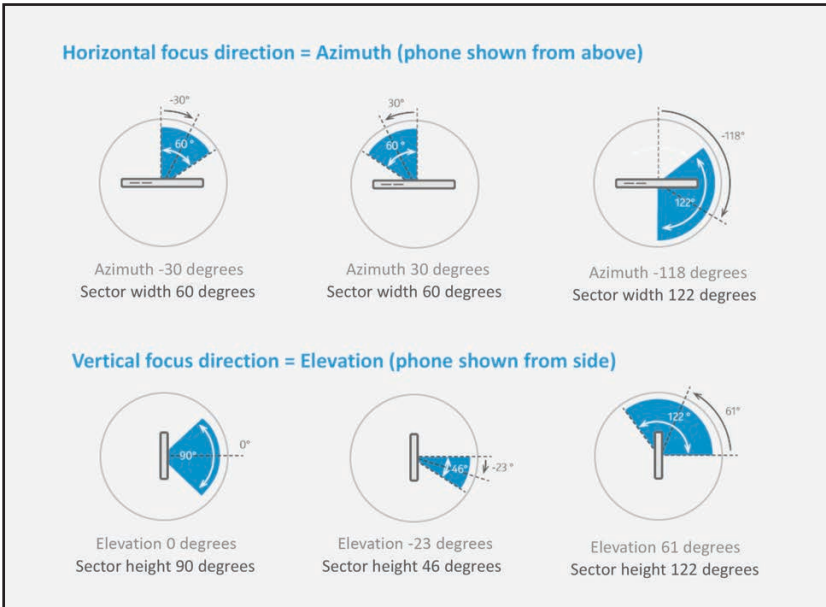 Horizontal focus direction = Azimuth (phone shown from above)
-30°
60°
30°
60°
-118°
122°
Azimuth -30 degrees
Sector width 60 degrees
Azimuth 30 degrees
Sector width 60 degrees
Azimuth -118 degrees
Sector width 122 degrees
Vertical focus direction = Elevation (phone shown from side)
90°
0°
46°
-23°
122°
61°
Elevation 0 degrees
Sector height 90 degrees
Elevation -23 degrees
Sector height 46 degrees
Elevation 61 degrees
Sector height 122 degrees